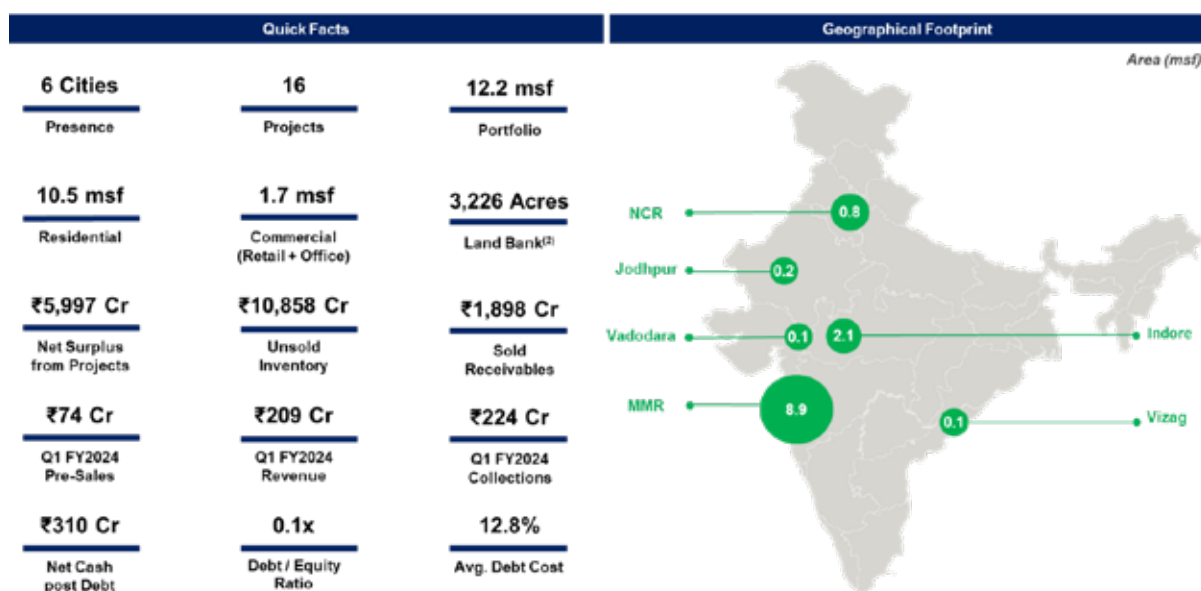 Quick Facts
6 Cities
Presence
16
Projects
12.2 msf
Portfolio
10.5 msf
Residential
1.7 msf
Commercial
(Retail + Office)
3,226 Acres
Land Bank⁽²⁾
₹5,997 Cr
Net Surplus
from Projects
₹10,858 Cr
Unsold
Inventory
₹1,898 Cr
Sold
Receivables
₹74 Cr
Q1 FY2024
Pre-Sales
₹209 Cr
Q1 FY2024
Revenue
₹224 Cr
Q1 FY2024
Collections
₹310 Cr
Net Cash
post Debt
0.1x
Debt / Equity
Ratio
12.8%
Avg. Debt Cost
Geographical Footprint
Area (msf)
NCR
0.8
Jodhpur
0.2
Vadodara
0.1
2.1
Indore
MMR
8.9
0.1
Vizag